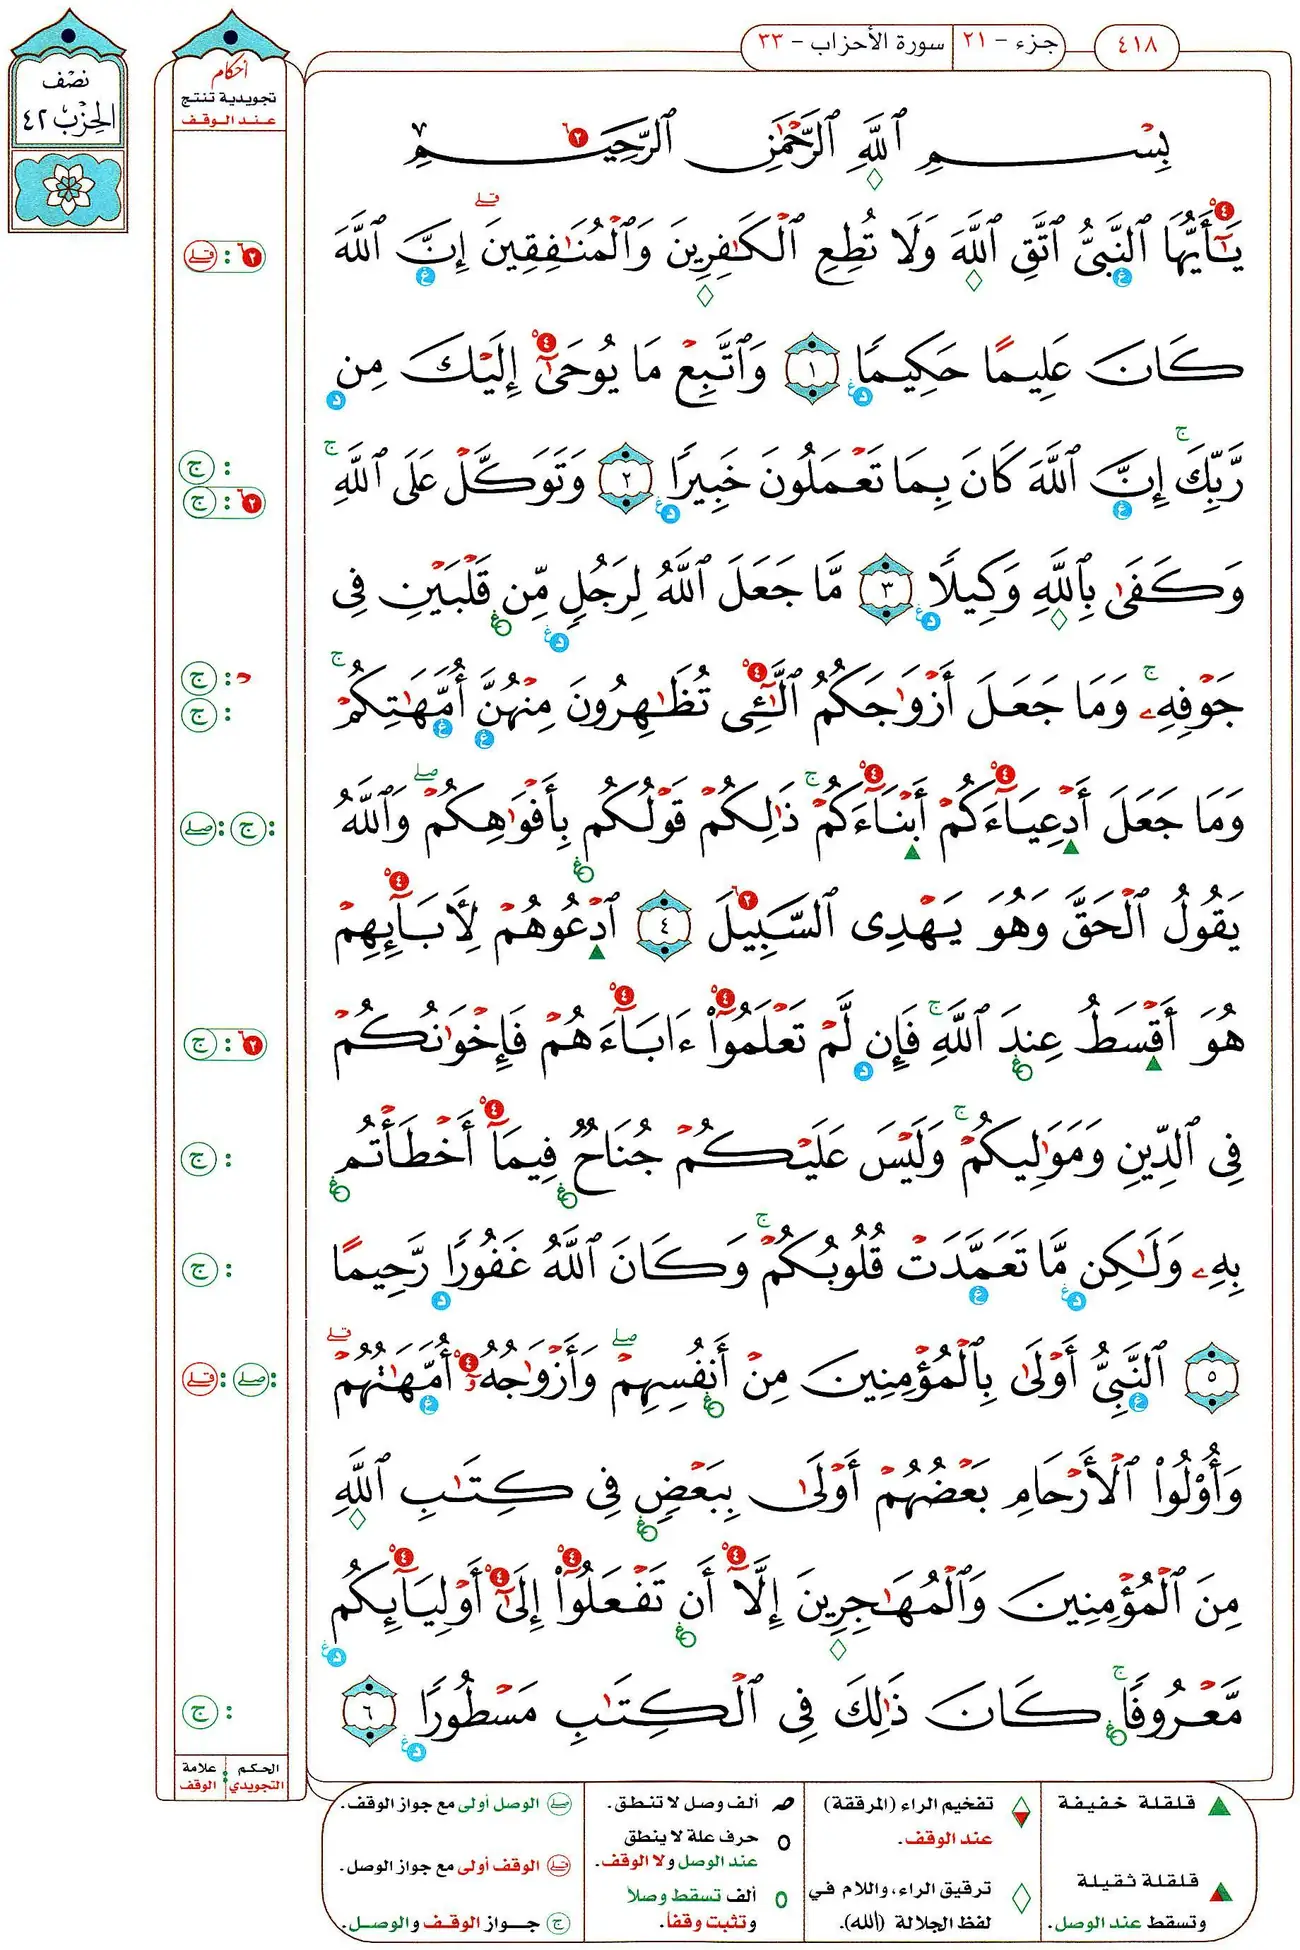 ٤١٨
جزء - ٢١
سورة الأحزاب - ٣٣
نصف
الحزب ٤٢
أحكام
تجويدية تنتج
عند الوقف
بِسْمِ ٱللَّهِ ٱلرَّحْمَٰنِ ٱلرَّحِيمِ
يَٰٓأَيُّهَا ٱلنَّبِىُّ ٱتَّقِ ٱللَّهَ وَلَا تُطِعِ ٱلْكَٰفِرِينَ وَٱلْمُنَٰفِقِينَ ۗ إِنَّ ٱللَّهَ
كَانَ عَلِيمًا حَكِيمًا ١ وَٱتَّبِعْ مَا يُوحَىٰٓ إِلَيْكَ مِن
رَّبِّكَ ۚ إِنَّ ٱللَّهَ كَانَ بِمَا تَعْمَلُونَ خَبِيرًا ٢ وَتَوَكَّلْ عَلَى ٱللَّهِ ۚ
وَكَفَىٰ بِٱللَّهِ وَكِيلًا ٣ مَّا جَعَلَ ٱللَّهُ لِرَجُلٍ مِّن قَلْبَيْنِ فِى
جَوْفِهِۦ ۚ وَمَا جَعَلَ أَزْوَٰجَكُمُ ٱلَّٰٓـِٔى تُظَٰهِرُونَ مِنْهُنَّ أُمَّهَٰتِكُمْ ۚ
وَمَا جَعَلَ أَدْعِيَآءَكُمْ أَبْنَآءَكُمْ ۚ ذَٰلِكُمْ قَوْلُكُم بِأَفْوَٰهِكُمْ ۖ وَٱللَّهُ
يَقُولُ ٱلْحَقَّ وَهُوَ يَهْدِى ٱلسَّبِيلَ ٤ ٱدْعُوهُمْ لِأَبَآئِهِمْ
هُوَ أَقْسَطُ عِندَ ٱللَّهِ ۚ فَإِن لَّمْ تَعْلَمُوٓا۟ ءَابَآءَهُمْ فَإِخْوَٰنُكُمْ
فِى ٱلدِّينِ وَمَوَٰلِيكُمْ ۚ وَلَيْسَ عَلَيْكُمْ جُنَاحٌ فِيمَآ أَخْطَأْتُم
بِهِۦ وَلَٰكِن مَّا تَعَمَّدَتْ قُلُوبُكُمْ ۚ وَكَانَ ٱللَّهُ غَفُورًا رَّحِيمًا
٥ ٱلنَّبِىُّ أَوْلَىٰ بِٱلْمُؤْمِنِينَ مِنْ أَنفُسِهِمْ ۖ وَأَزْوَٰجُهُۥٓ أُمَّهَٰتُهُمْ ۗ
وَأُو۟لُوا۟ ٱلْأَرْحَامِ بَعْضُهُمْ أَوْلَىٰ بِبَعْضٍ فِى كِتَٰبِ ٱللَّهِ
مِنَ ٱلْمُؤْمِنِينَ وَٱلْمُهَٰجِرِينَ إِلَّآ أَن تَفْعَلُوٓا۟ إِلَىٰٓ أَوْلِيَآئِكُم
مَّعْرُوفًا ۚ كَانَ ذَٰلِكَ فِى ٱلْكِتَٰبِ مَسْطُورًا ٦
الحكم التجويدي
علامة الوقف
قلقلة خفيفة
قلقلة ثقيلة
وتسقط عند الوصل.
تفخيم الراء (المرققة)
عند الوقف.
ترقيق الراء، واللام في
لفظ الجلالة (الله).
ألف وصل لا تنطق.
حرف علة لا ينطق
عند الوصل ولا الوقف.
ألف تسقط وصلاً
وتثبت وقفاً.
الوصل أولى مع جواز الوقف.
الوقف أولى مع جواز الوصل.
جواز الوقف والوصل.